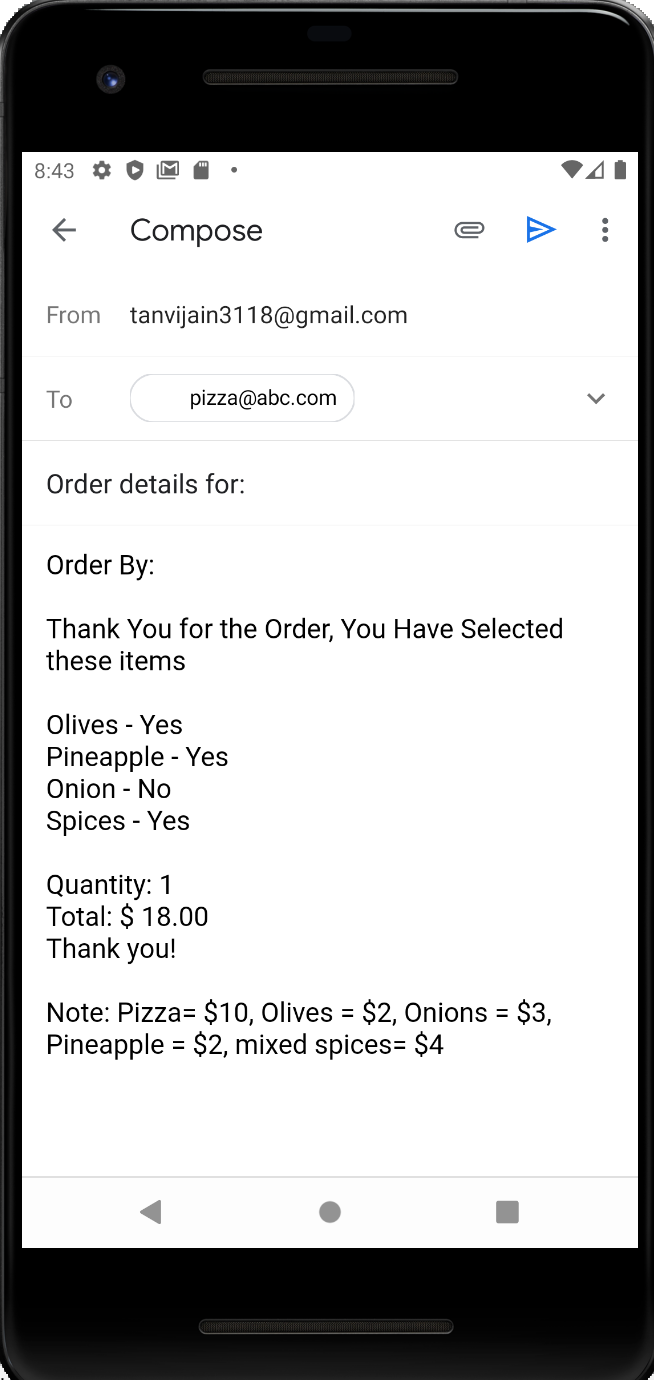 8:43
Compose
From tanvijain3118@gmail.com
To pizza@abc.com
Order details for:
Order By:
Thank You for the Order, You Have Selected
these items
Olives - Yes
Pineapple - Yes
Onion - No
Spices - Yes
Quantity: 1
Total: $ 18.00
Thank you!
Note: Pizza= $10, Olives = $2, Onions = $3,
Pineapple = $2, mixed spices= $4